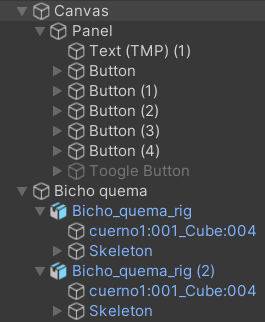 Canvas
Panel
Text (TMP) (1)
Button
Button (1)
Button (2)
Button (3)
Button (4)
Toogle Button
Bicho quema
Bicho_quema_rig
cuerno1:001_Cube:004
Skeleton
Bicho_quema_rig (2)
cuerno1:001_Cube:004
Skeleton